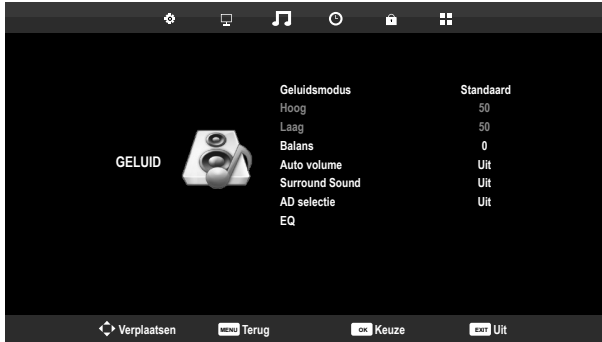 GELUID
Geluidsmodus Standaard
Hoog 50
Laag 50
Balans 0
Auto volume Uit
Surround Sound Uit
AD selectie Uit
EQ
Verplaatsen MENU Terug OK Keuze EXIT Uit